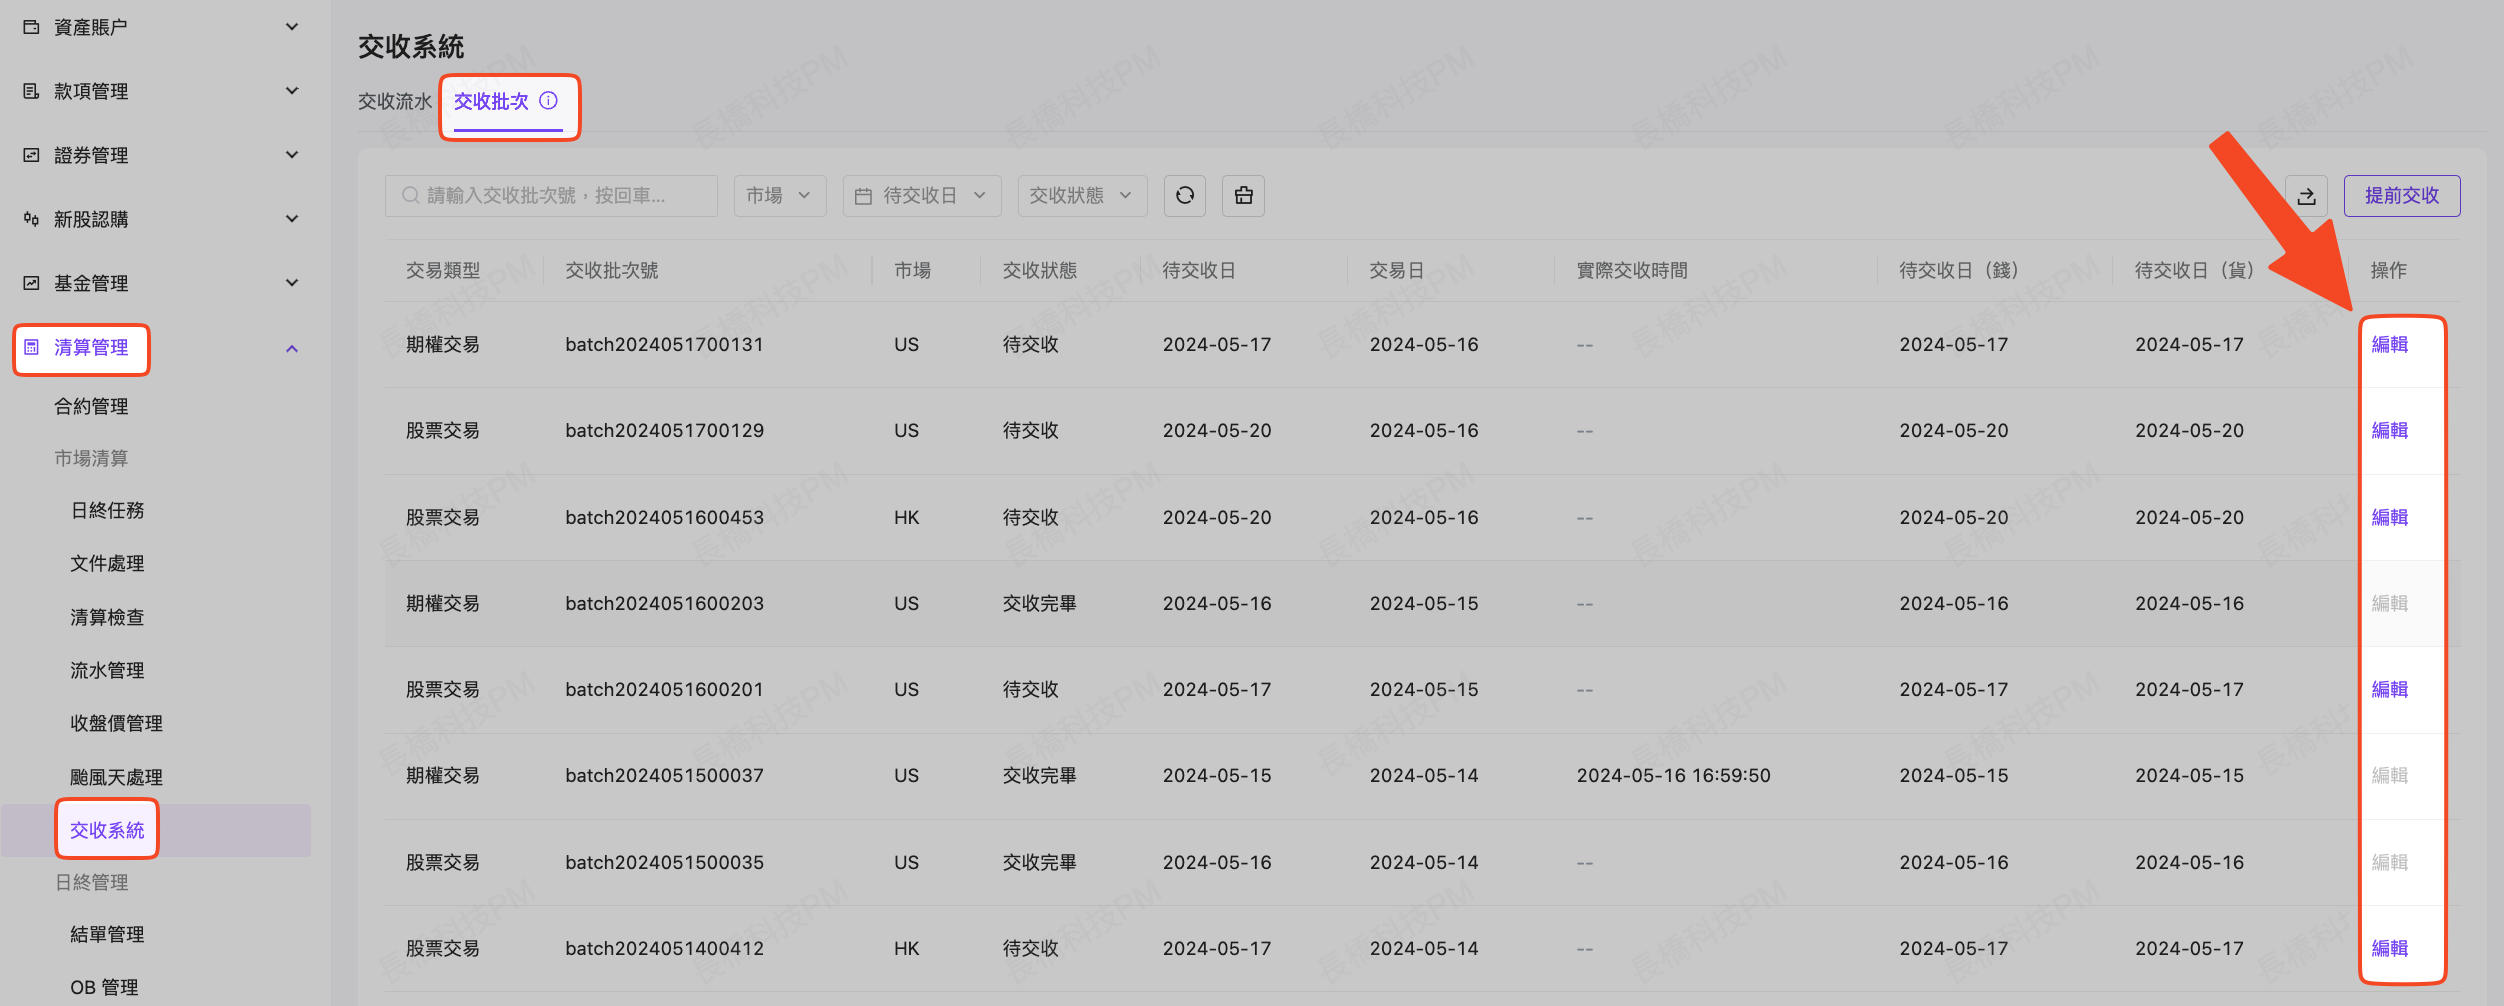 資產賬户
款項管理
證券管理
新股認購
基金管理
清算管理
合約管理
市場清算
日終任務
文件處理
清算檢查
流水管理
收盤價管理
颱風天處理
交收系統
日終管理
結單管理
OB 管理
交收系統
交收流水 交收批次
請輸入交收批次號，按回車... 市場 待交收日 交收狀態 提前交收
交易類型 交收批次號 市場 交收狀態 待交收日 交易日 實際交收時間 待交收日（錢） 待交收日（貨） 操作
期權交易 batch2024051700131 US 待交收 2024-05-17 2024-05-16 -- 2024-05-17 2024-05-17 編輯
股票交易 batch2024051700129 US 待交收 2024-05-20 2024-05-16 -- 2024-05-20 2024-05-20 編輯
股票交易 batch2024051600453 HK 待交收 2024-05-20 2024-05-16 -- 2024-05-20 2024-05-20 編輯
期權交易 batch2024051600203 US 交收完畢 2024-05-16 2024-05-15 -- 2024-05-16 2024-05-16 編輯
股票交易 batch2024051600201 US 待交收 2024-05-17 2024-05-15 -- 2024-05-17 2024-05-17 編輯
期權交易 batch2024051500037 US 交收完畢 2024-05-15 2024-05-14 2024-05-16 16:59:50 2024-05-15 2024-05-15 編輯
股票交易 batch2024051500035 US 交收完畢 2024-05-16 2024-05-14 -- 2024-05-16 2024-05-16 編輯
股票交易 batch2024051400412 HK 待交收 2024-05-17 2024-05-14 -- 2024-05-17 2024-05-17 編輯
長橋科技PM